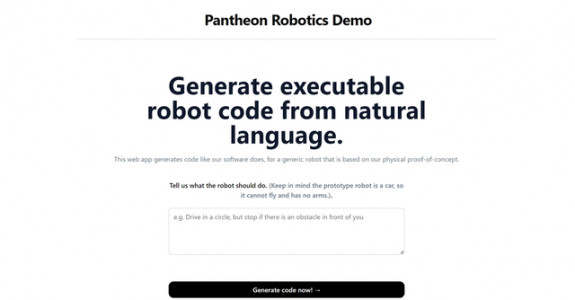 Pantheon Robotics Demo
Generate executable
robot code from natural
language.
This web app generates code like our software does, for a generic robot that is based on our physical proof-of-concept.
Tell us what the robot should do. (Keep in mind the prototype robot is a car, so
it cannot fly and has no arms.).
e.g. Drive in a circle, but stop if there is an obstacle in front of you
Generate code now! →